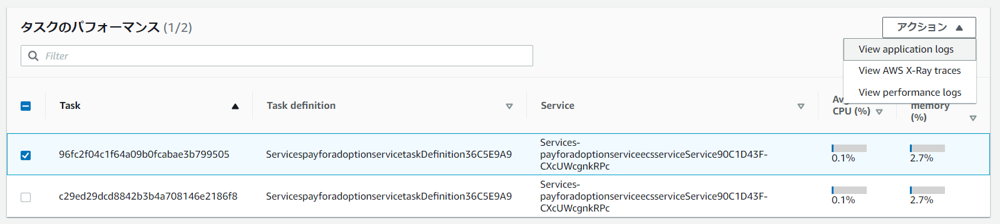 タスクのパフォーマンス (1/2)
アクション
Filter
View application logs
View AWS X-Ray traces
View performance logs
Task
Task definition
Service
Av
CPU (%)
memory
(%)
96fc2f04c1f64a09b0fcabae3b799505
Servicespayforadoptionservicetaskdefinition36C5E9A9
Services-
payforadoptionserviceecsserviceService90C1D43F-
CXcUWcgnkRPc
0.1%
2.7%
c29ed29dcd8842b3b4a708146e2186f8
Servicespayforadoptionservicetaskdefinition36C5E9A9
Services-
payforadoptionserviceecsserviceService90C1D43F-
CXcUWcgnkRPc
0.1%
2.7%